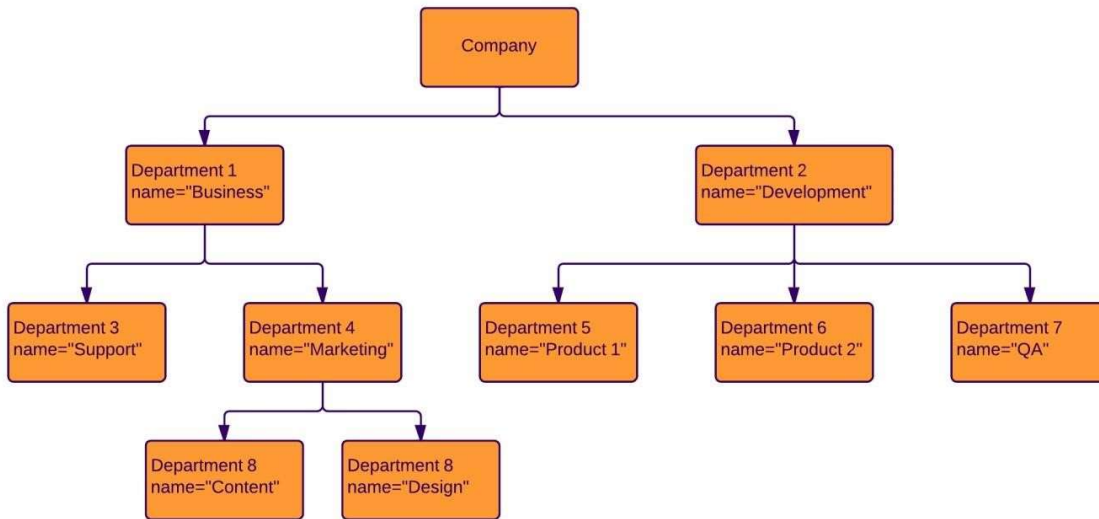 Company
Department 1
name="Business"
Department 2
name="Development"
Department 3
name="Support"
Department 4
name="Marketing"
Department 5
name="Product 1"
Department 6
name="Product 2"
Department 7
name="QA"
Department 8
name="Content"
Department 8
name="Design"